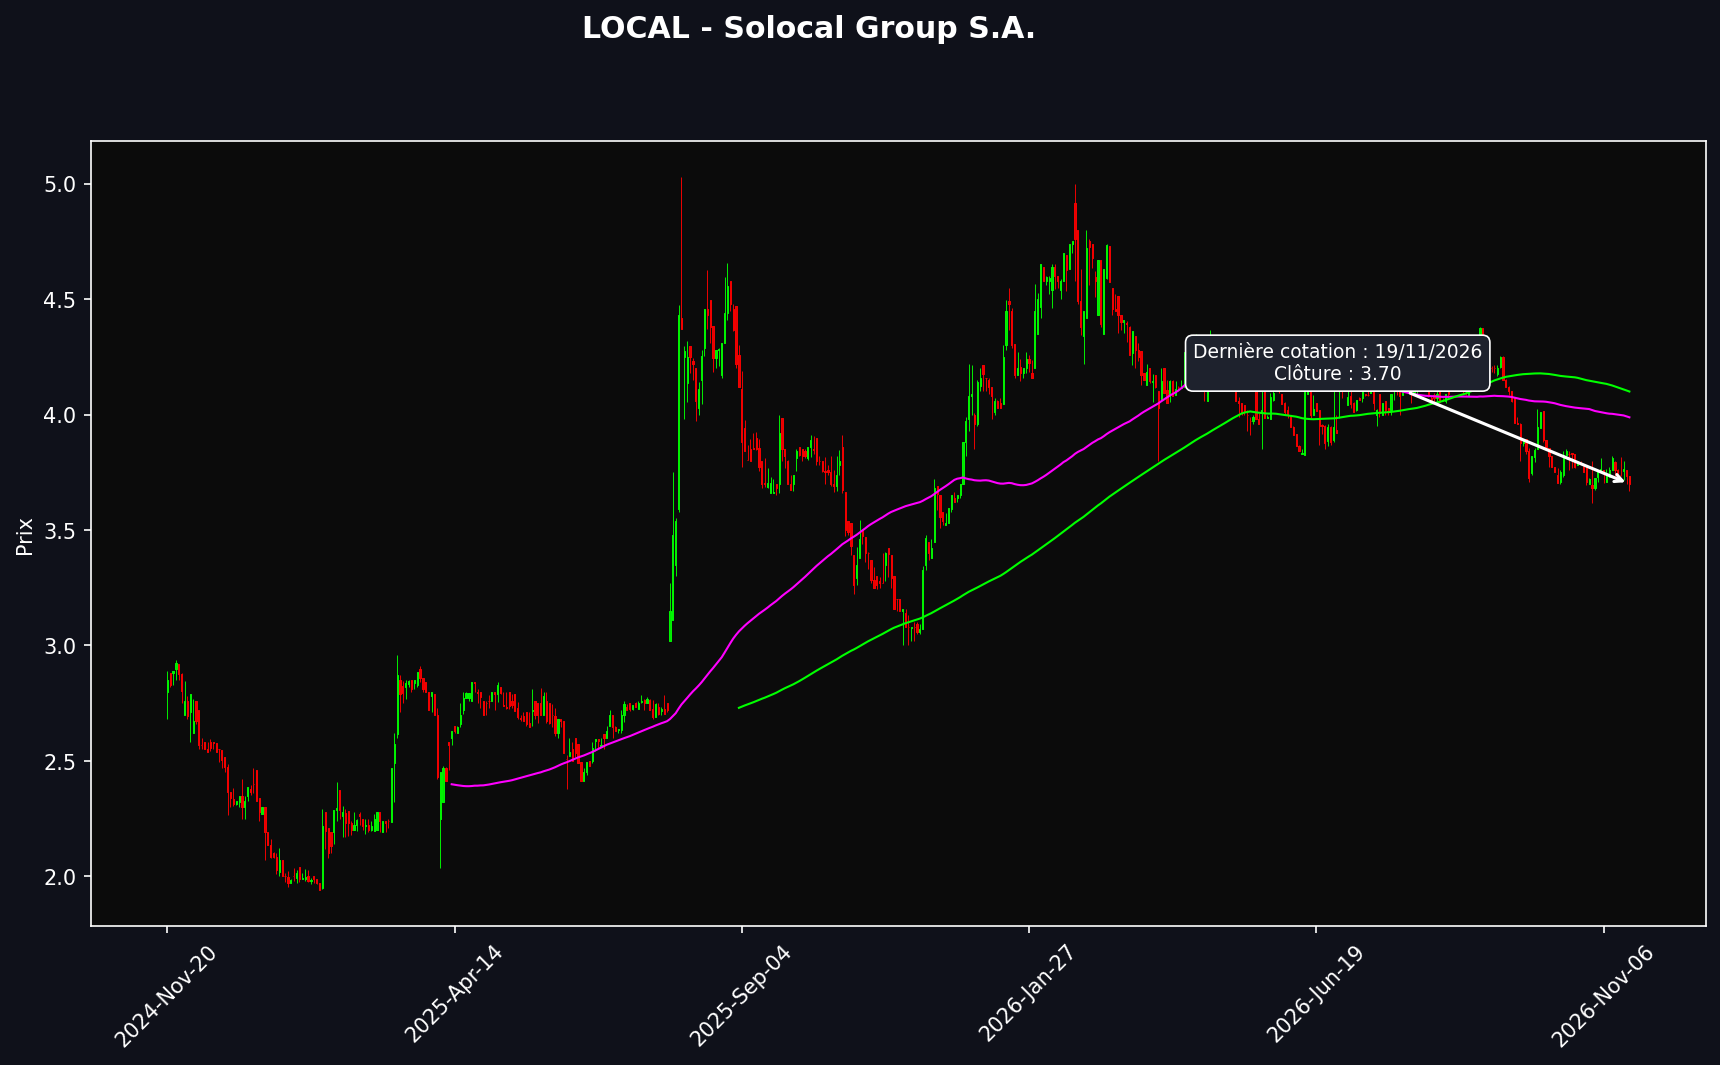 LOCAL - Solocal Group S.A.
Prix
5.0
4.5
4.0
3.5
3.0
2.5
2.0
Dernière cotation : 19/11/2026
Clôture : 3.70
2024-Nov-20
2025-Apr-14
2025-Sep-04
2026-Jan-27
2026-Jun-19
2026-Nov-06